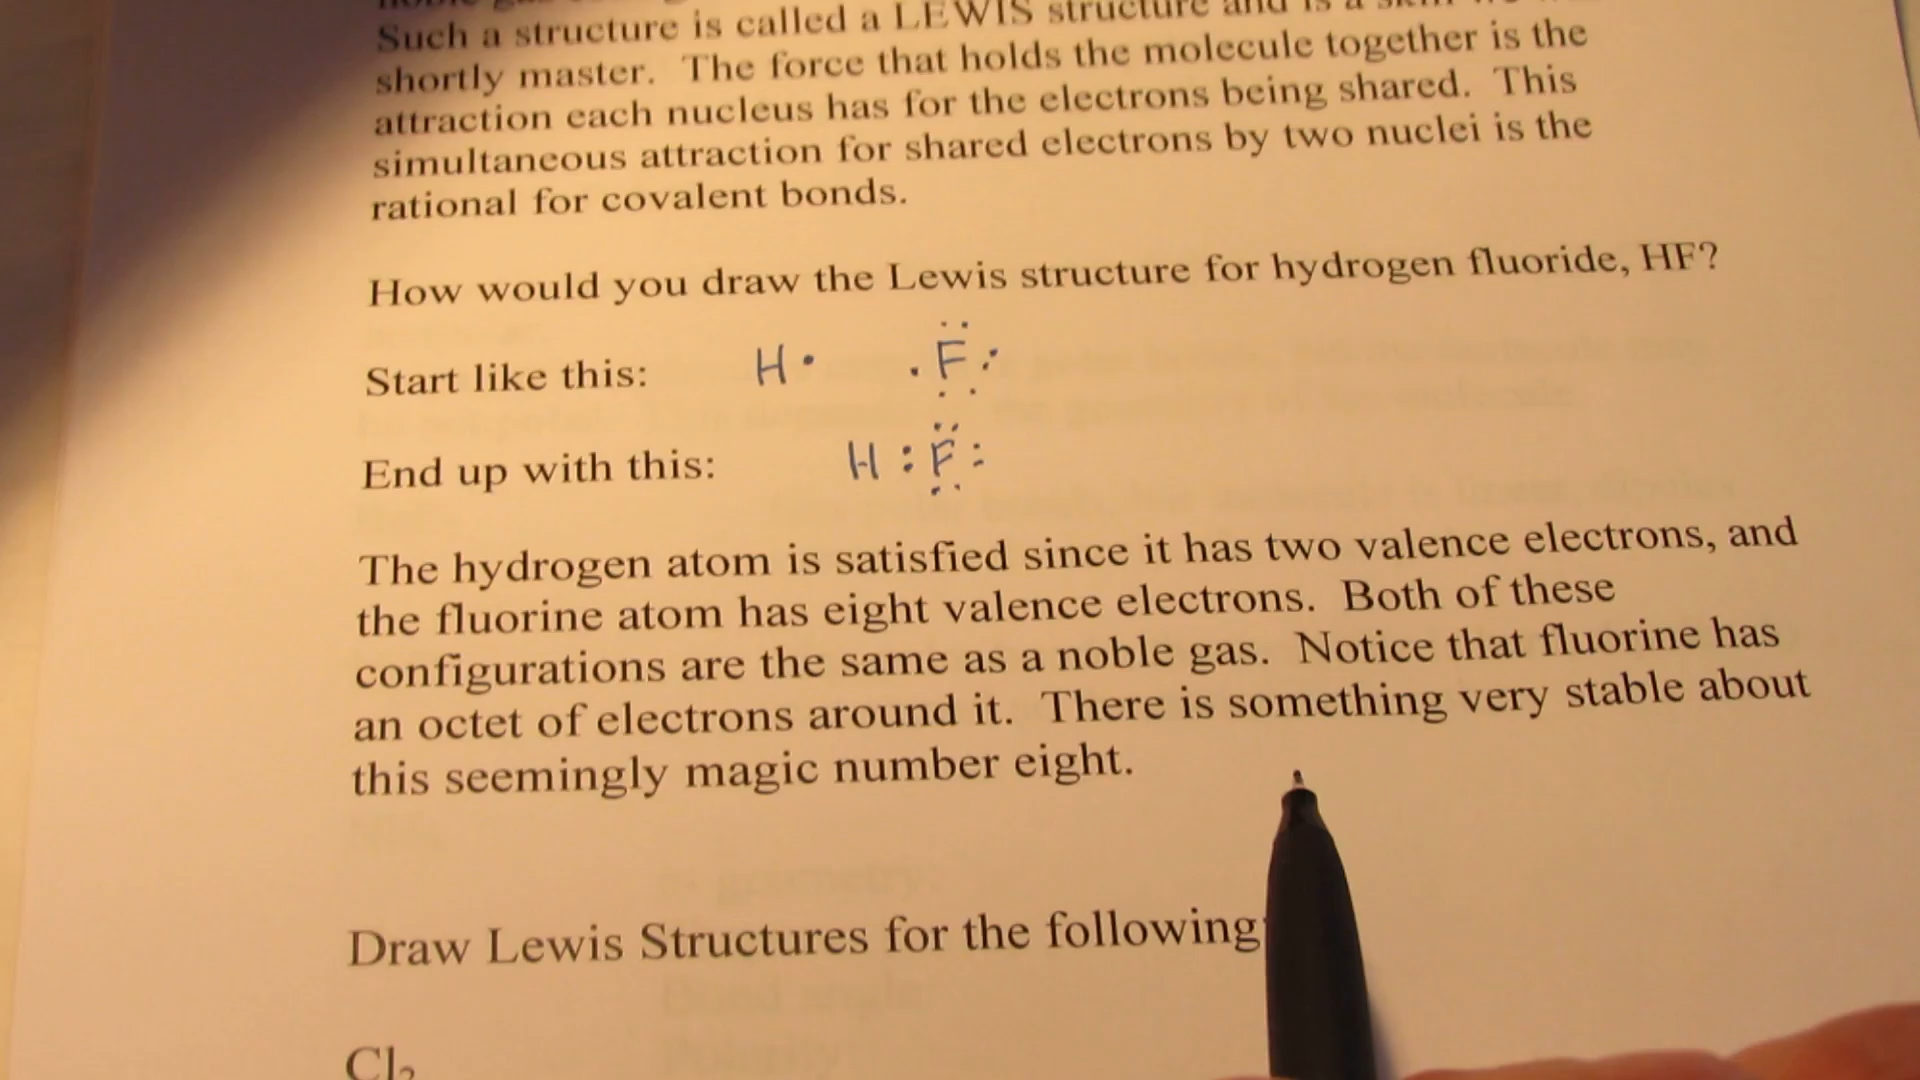 Such a structure is called a LEWIS structure and is a
shortly master. The force that holds the molecule together is the
attraction each nucleus has for the electrons being shared. This
simultaneous attraction for shared electrons by two nuclei is the
rational for covalent bonds.
How would you draw the Lewis structure for hydrogen fluoride, HF?
Start like this: H· ·F:
End up with this: H:F:
The hydrogen atom is satisfied since it has two valence electrons, and
the fluorine atom has eight valence electrons. Both of these
configurations are the same as a noble gas. Notice that fluorine has
an octet of electrons around it. There is something very stable about
this seemingly magic number eight.
Draw Lewis Structures for the following
Cl₂